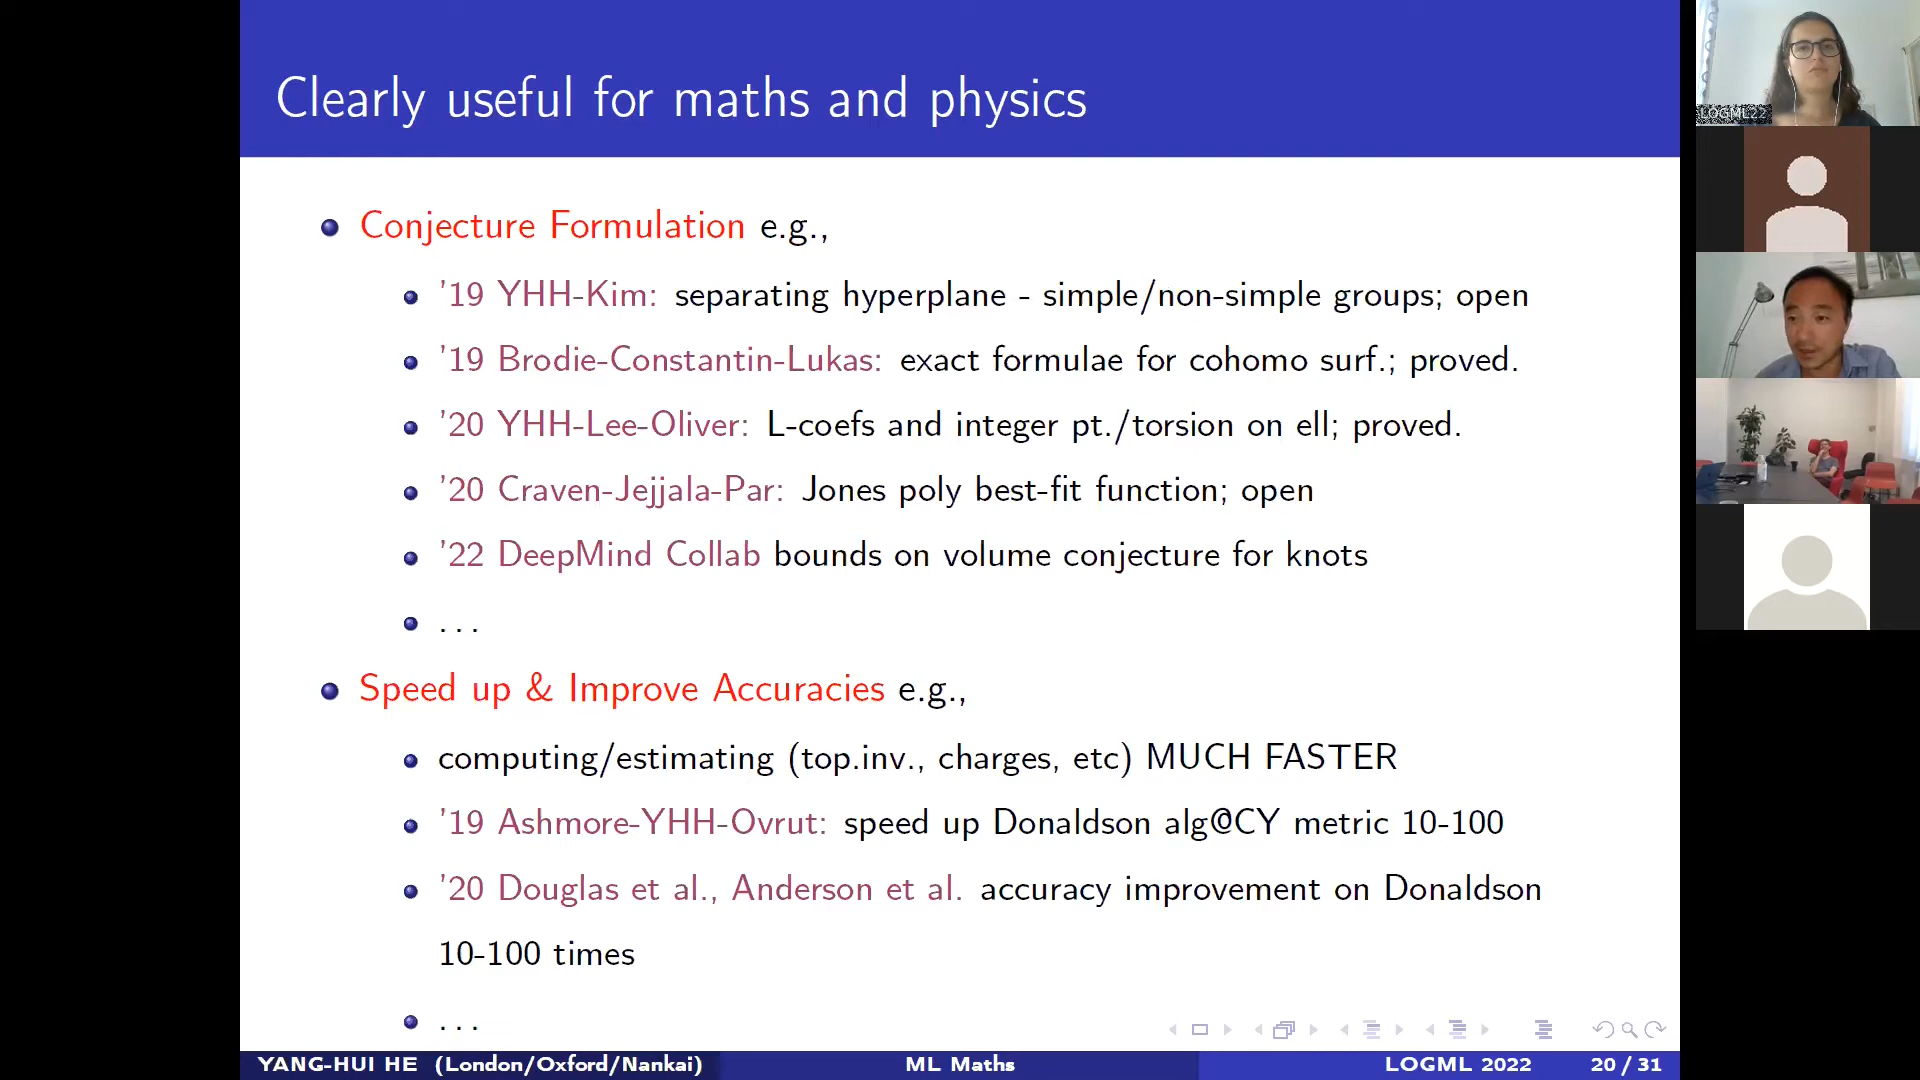 Clearly useful for maths and physics
Conjecture Formulation e.g.,
'19 YHH-Kim: separating hyperplane - simple/non-simple groups; open
'19 Brodie-Constantin-Lukas: exact formulae for cohomo surf.; proved.
'20 YHH-Lee-Oliver: L-coefs and integer pt./torsion on ell; proved.
'20 Craven-Jejjala-Par: Jones poly best-fit function; open
'22 DeepMind Collab bounds on volume conjecture for knots
...
Speed up & Improve Accuracies e.g.,
computing/estimating (top.inv., charges, etc) MUCH FASTER
'19 Ashmore-YHH-Ovrut: speed up Donaldson alg@CY metric 10-100
'20 Douglas et al., Anderson et al. accuracy improvement on Donaldson
10-100 times
...
YANG-HUI HE (London/Oxford/Nankai) ML Maths LOGML 2022 20 / 31
LOGML22